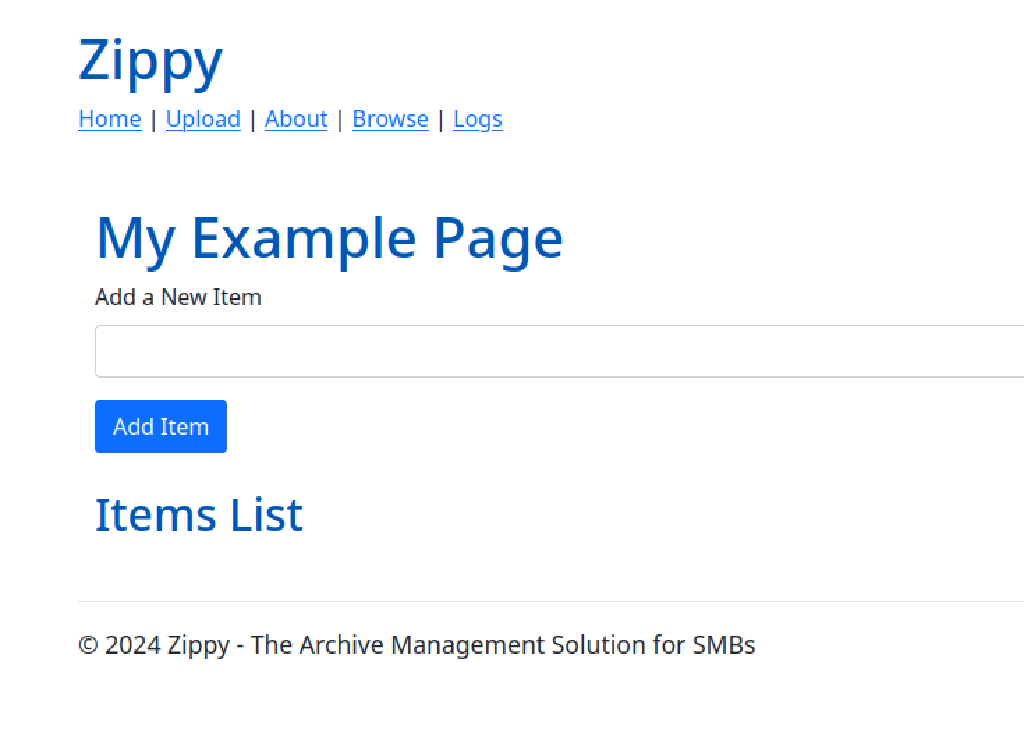 Zippy
Home | Upload | About | Browse | Logs
My Example Page
Add a New Item
Add Item
Items List
© 2024 Zippy - The Archive Management Solution for SMBs